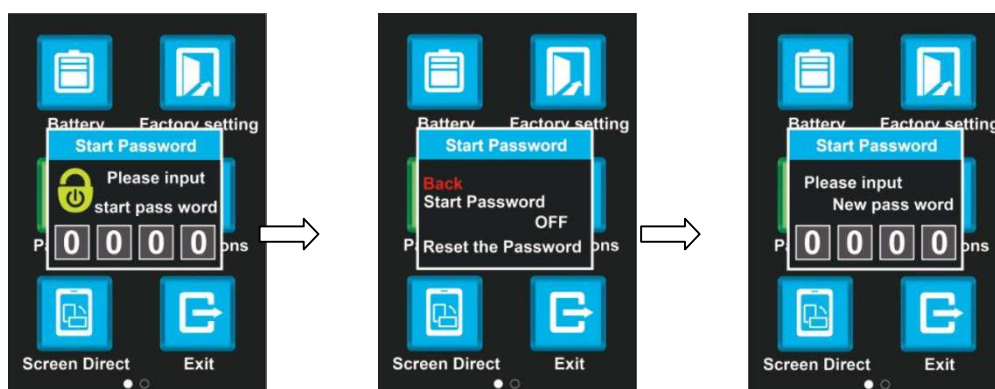 Battery Factory setting
Start Password
Please input
start pass word
0 0 0 0
Screen Direct Exit
Battery Factory setting
Start Password
Back
Start Password
OFF
Reset the Password
ons
Screen Direct Exit
Battery Factory setting
Start Password
Please input
New pass word
0 0 0 0
ons
Screen Direct Exit